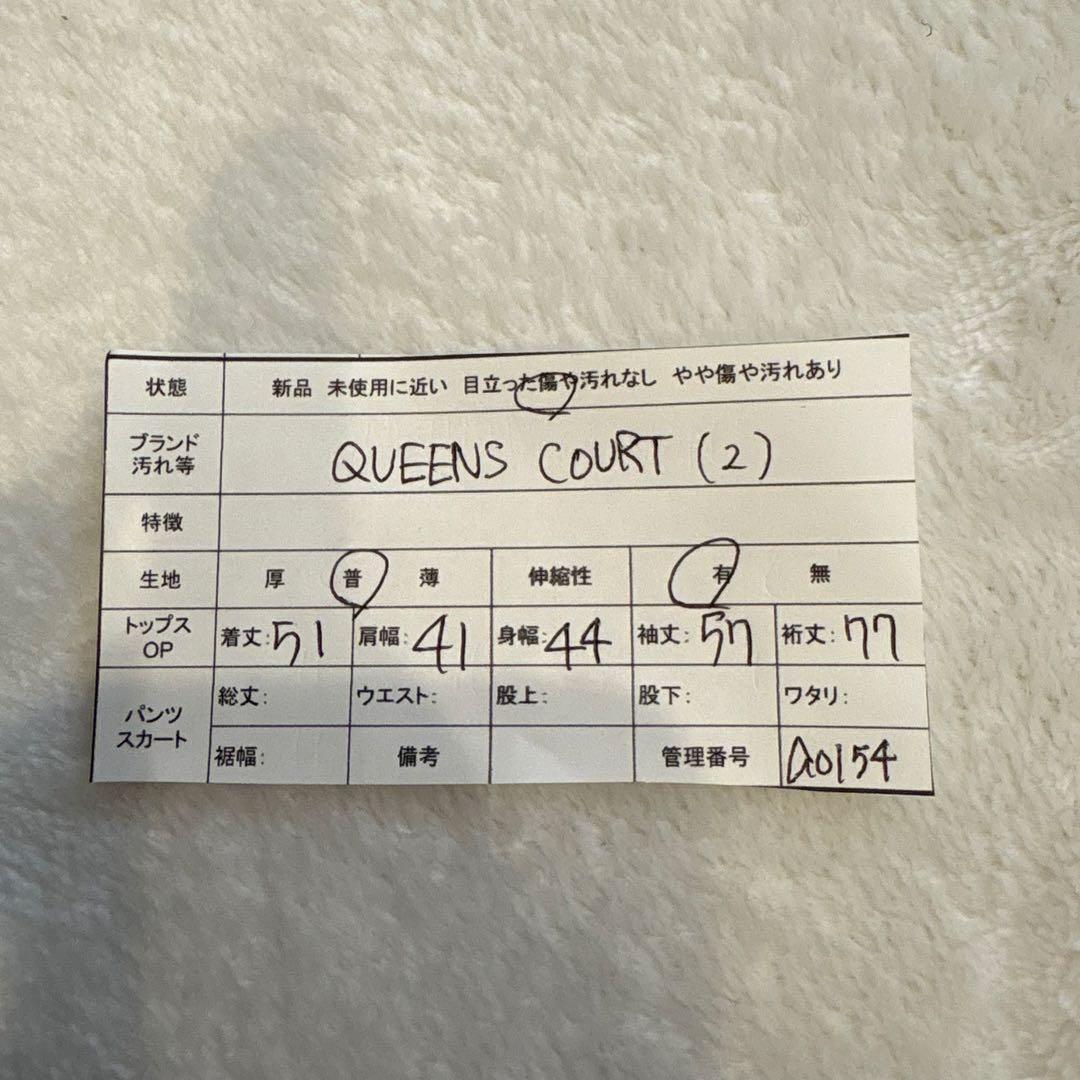 状態 新品 未使用に近い 目立った傷や汚れなし やや傷や汚れあり
ブランド
汚れ等 QUEENS COURT (2)
特徴
生地 厚 普 薄 伸縮性 有 無
トップス
OP 着丈:51 肩幅:41 身幅:44 袖丈:57 裄丈:77
パンツ
スカート 総丈: ウエスト: 股上: 股下: ワタリ:
裾幅: 備考 管理番号 a0154